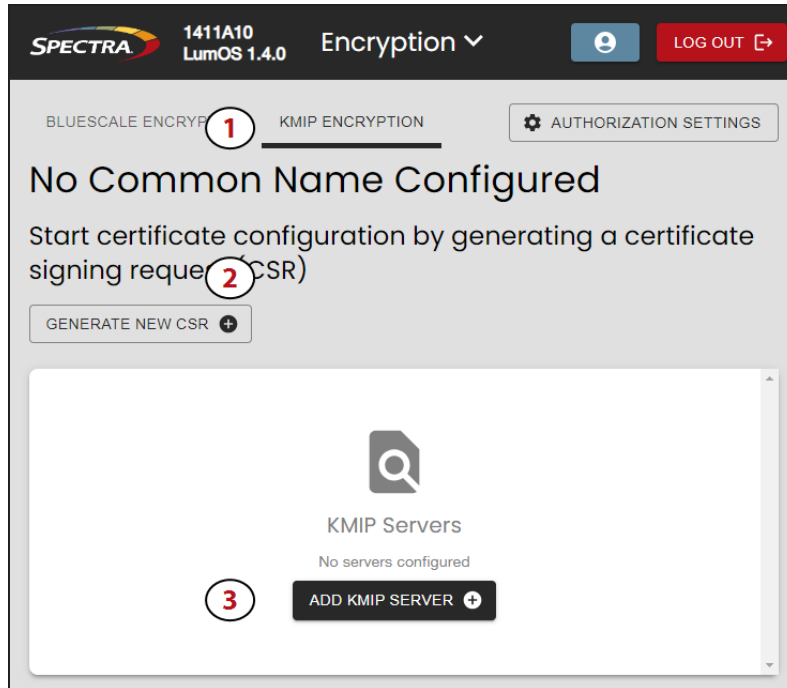 SPECTRA
1411A10
LumOS 1.4.0
Encryption
LOG OUT
BLUESCALE ENCRYP
1
KMIP ENCRYPTION
AUTHORIZATION SETTINGS
No Common Name Configured
Start certificate configuration by generating a certificate
signing reque (CSR)
2
GENERATE NEW CSR
KMIP Servers
No servers configured
3
ADD KMIP SERVER